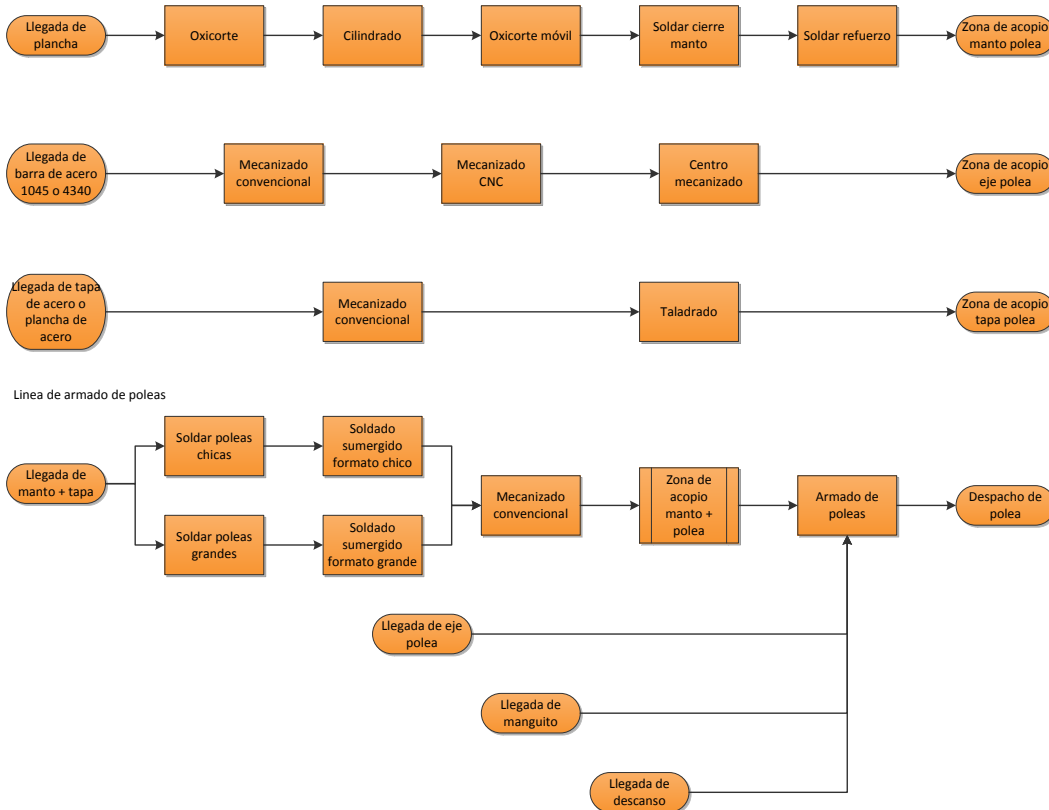 Llegada de
plancha
Oxicorte
Cilindrado
Oxicorte móvil
Soldar cierre
manto
Soldar refuerzo
Zona de acopio
manto polea
Llegada de
barra de acero
1045 o 4340
Mecanizado
convencional
Mecanizado
CNC
Centro
mecanizado
Zona de acopio
eje polea
Llegada de tapa
de acero o
plancha de
acero
Mecanizado
convencional
Taladrado
Zona de acopio
tapa polea
Linea de armado de poleas
Llegada de
manto + tapa
Soldar poleas
chicas
Soldado
sumergido
formato chico
Soldar poleas
grandes
Soldado
sumergido
formato grande
Mecanizado
convencional
Zona de
acopio
manto +
polea
Armado de
poleas
Despacho de
polea
Llegada de eje
polea
Llegada de
manguito
Llegada de
descanso